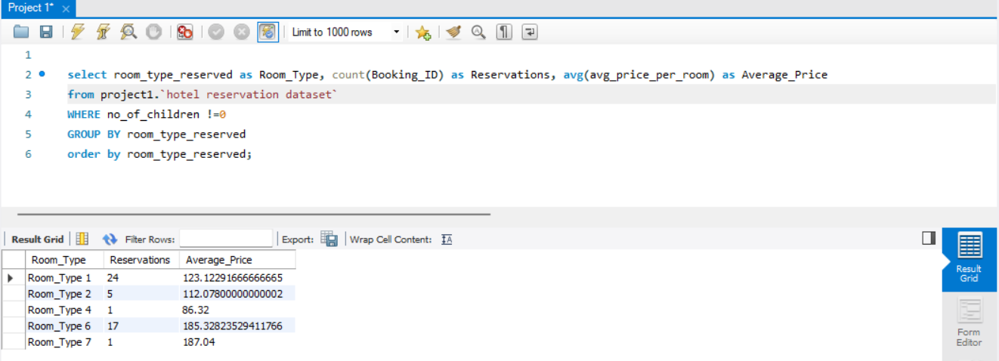 Project 1* ×
Limit to 1000 rows
1
2 select room_type_reserved as Room_Type, count(Booking_ID) as Reservations, avg(avg_price_per_room) as Average_Price
3 from project1.`hotel reservation dataset`
4 WHERE no_of_children !=0
5 GROUP BY room_type_reserved
6 order by room_type_reserved;
Result Grid Filter Rows: Export: Wrap Cell Content: IA
Room_Type Reservations Average_Price
Room_Type 1 24 123.12291666666665
Room_Type 2 5 112.07800000000002
Room_Type 4 1 86.32
Room_Type 6 17 185.32823529411766
Room_Type 7 1 187.04
Result
Grid
Form
Editor